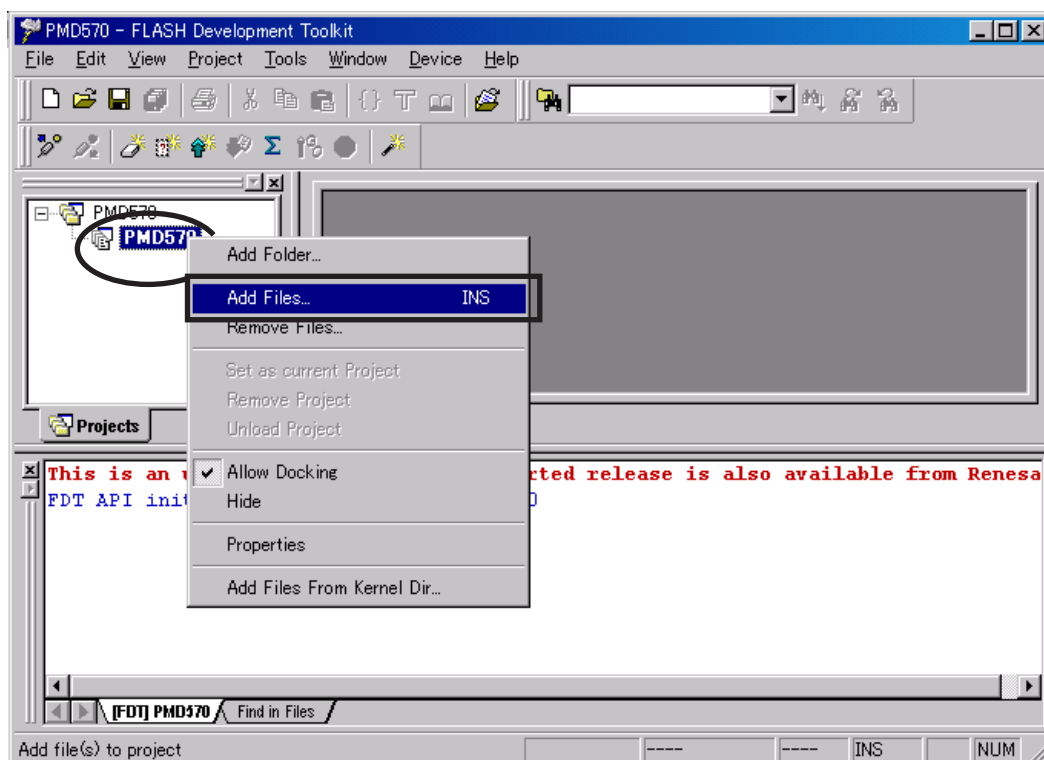 PMD570 - FLASH Development Toolkit
File Edit View Project Tools Window Device Help
PMD570
PMD570
Add Folder...
Add Files... INS
Remove Files...
Set as current Project
Remove Project
Unload Project
Allow Docking
Hide
Properties
Add Files From Kernel Dir...
Projects
This is an rted release is also available from Renesa
FDT API init
[FDT] PMD570 Find in Files
Add file(s) to project ---- ---- INS NUM